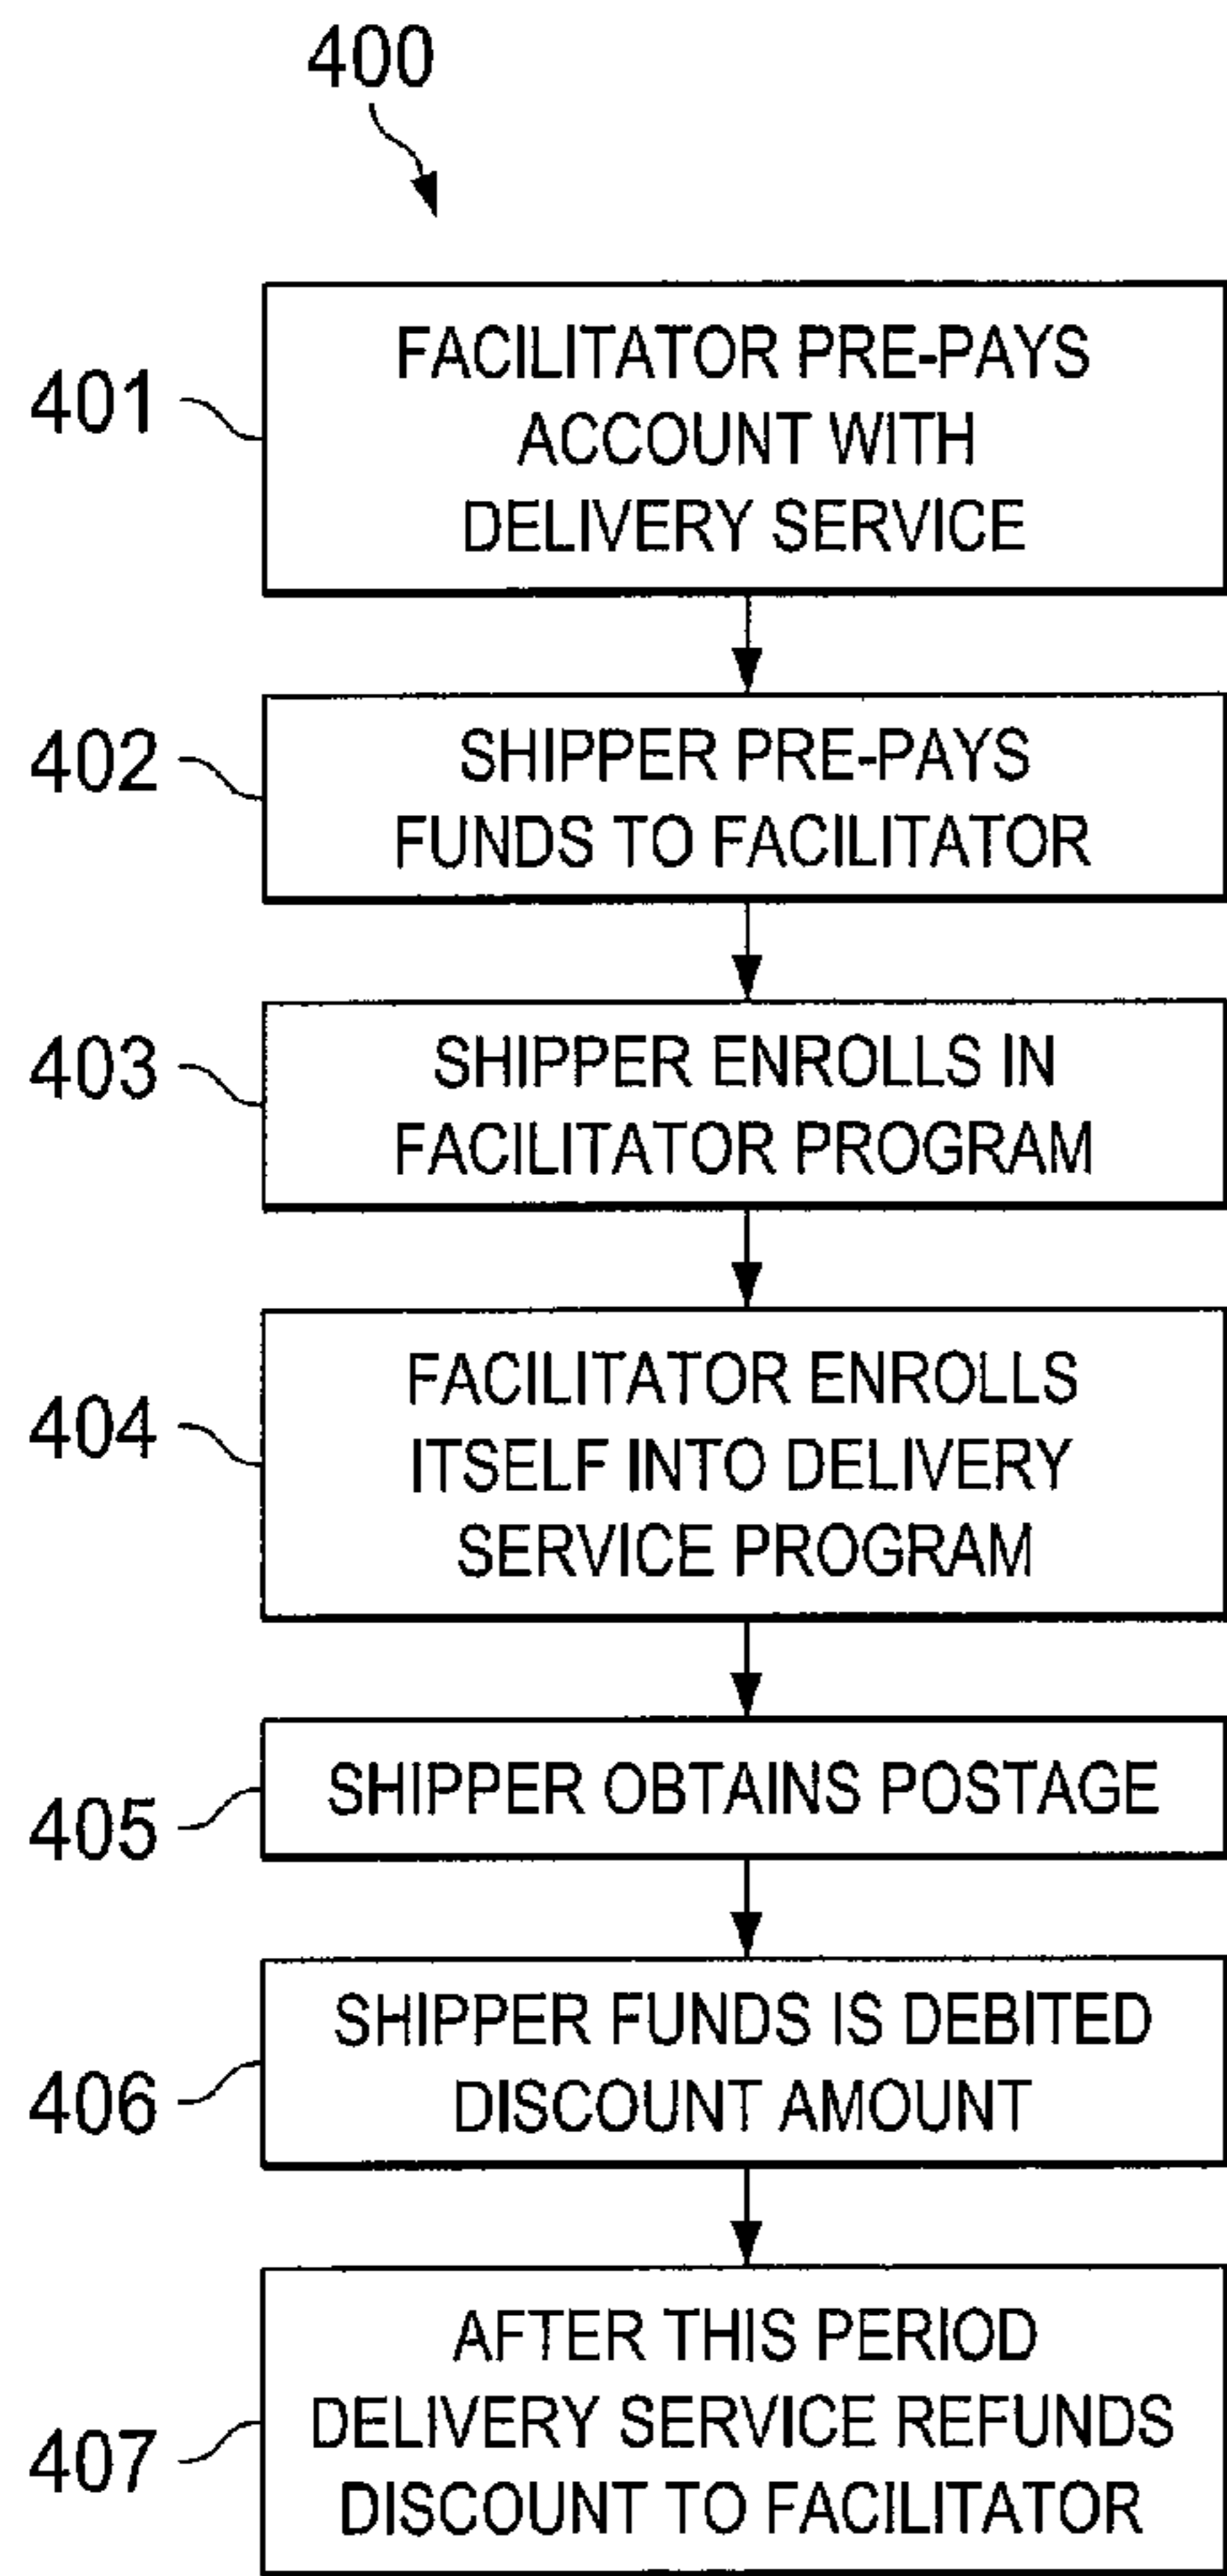 400
401
FACILITATOR PRE-PAYS
ACCOUNT WITH
DELIVERY SERVICE
402
SHIPPER PRE-PAYS
FUNDS TO FACILITATOR
403
SHIPPER ENROLLS IN
FACILITATOR PROGRAM
404
FACILITATOR ENROLLS
ITSELF INTO DELIVERY
SERVICE PROGRAM
405
SHIPPER OBTAINS POSTAGE
406
SHIPPER FUNDS IS DEBITED
DISCOUNT AMOUNT
407
AFTER THIS PERIOD
DELIVERY SERVICE REFUNDS
DISCOUNT TO FACILITATOR